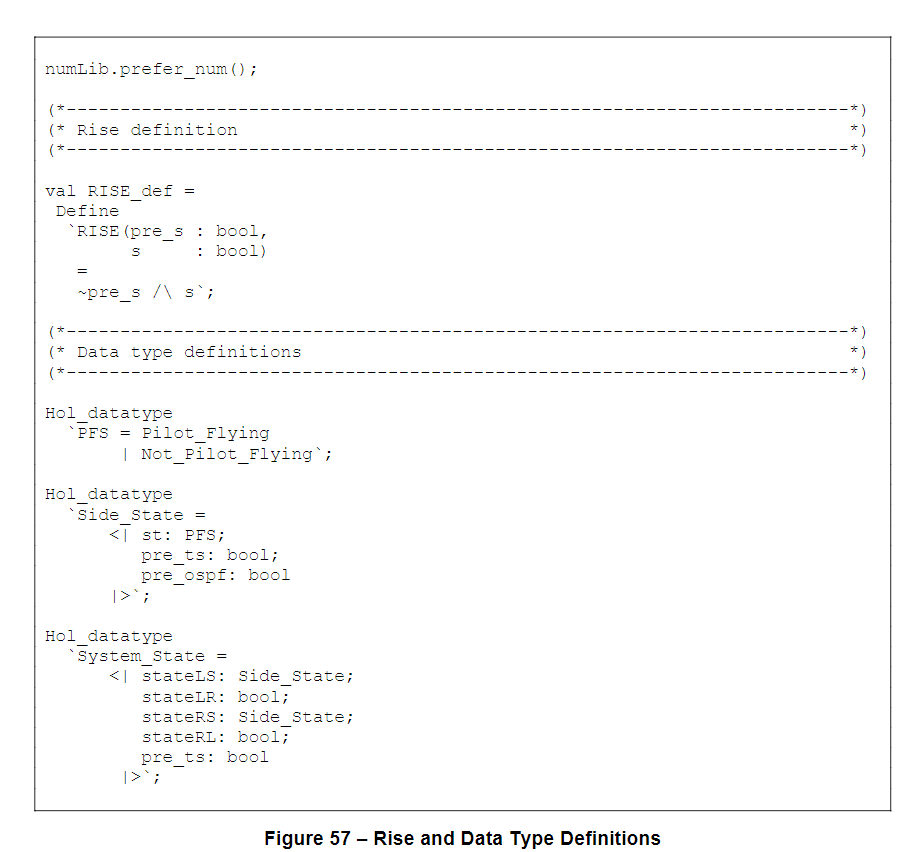 numLib.prefer_num();
(*-------------------------------------------------------------------------*)
(* Rise definition                                                         *)
(*-------------------------------------------------------------------------*)
val RISE_def =
 Define
  `RISE(pre_s : bool,
        s     : bool)
   =
   ~pre_s /\ s`;
(*-------------------------------------------------------------------------*)
(* Data type definitions                                                   *)
(*-------------------------------------------------------------------------*)
Hol_datatype
  `PFS = Pilot_Flying
       | Not_Pilot_Flying`;
Hol_datatype
  `Side_State =
      <| st: PFS;
         pre_ts: bool;
         pre_ospf: bool
      |>`;
Hol_datatype
  `System_State =
      <| stateLS: Side_State;
         stateLR: bool;
         stateRS: Side_State;
         stateRL: bool;
         pre_ts: bool
       |>`;
Figure 57 – Rise and Data Type Definitions